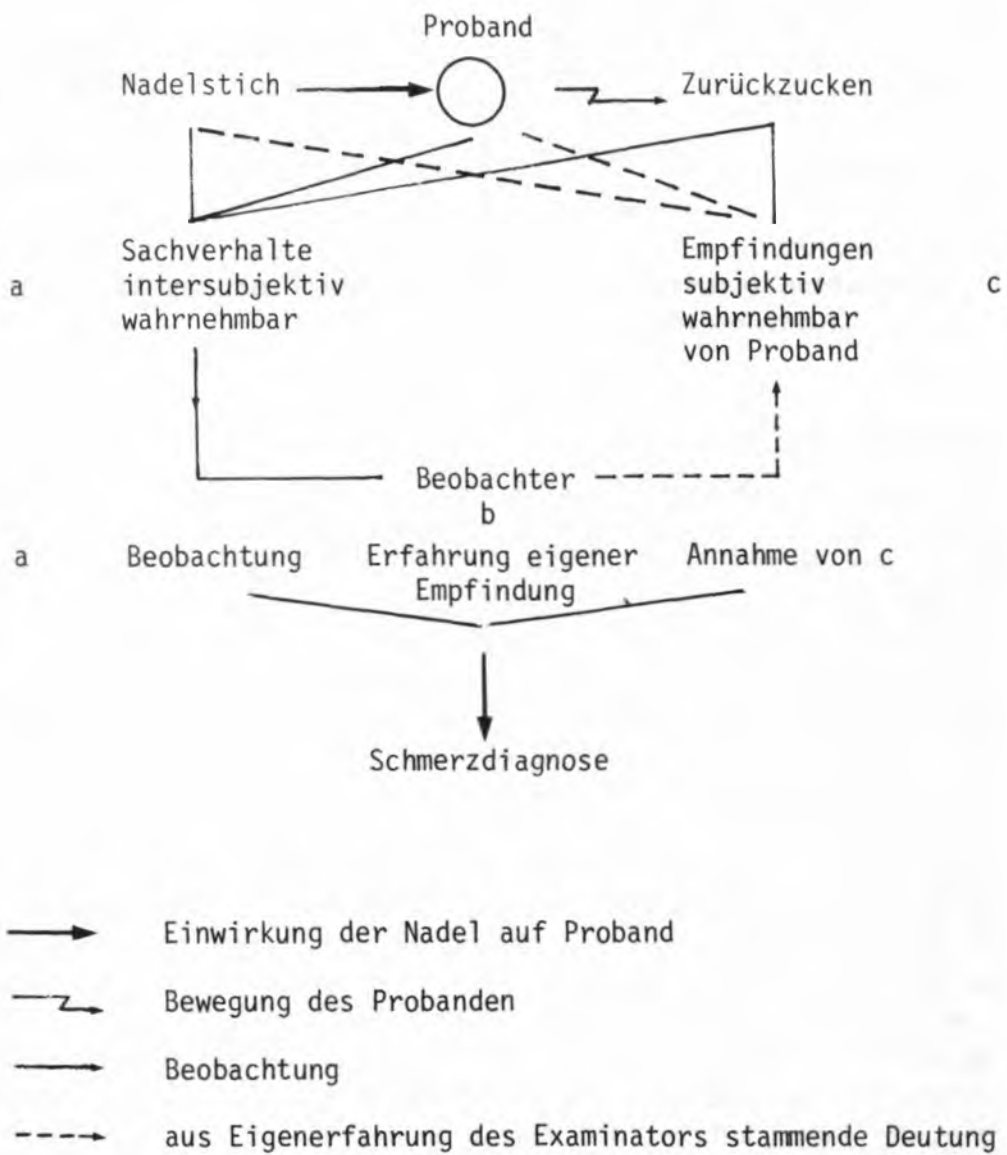 Proband
Nadelstich Zurückzucken
Sachverhalte
intersubjektiv
wahrnehmbar
a
Empfindungen
subjektiv
wahrnehmbar
von Proband
c
Beobachter
b
a Beobachtung Erfahrung eigener
Empfindung
Annahme von c
Schmerzdiagnose
Einwirkung der Nadel auf Proband
Bewegung des Probanden
Beobachtung
aus Eigenerfahrung des Examinators stammende Deutung